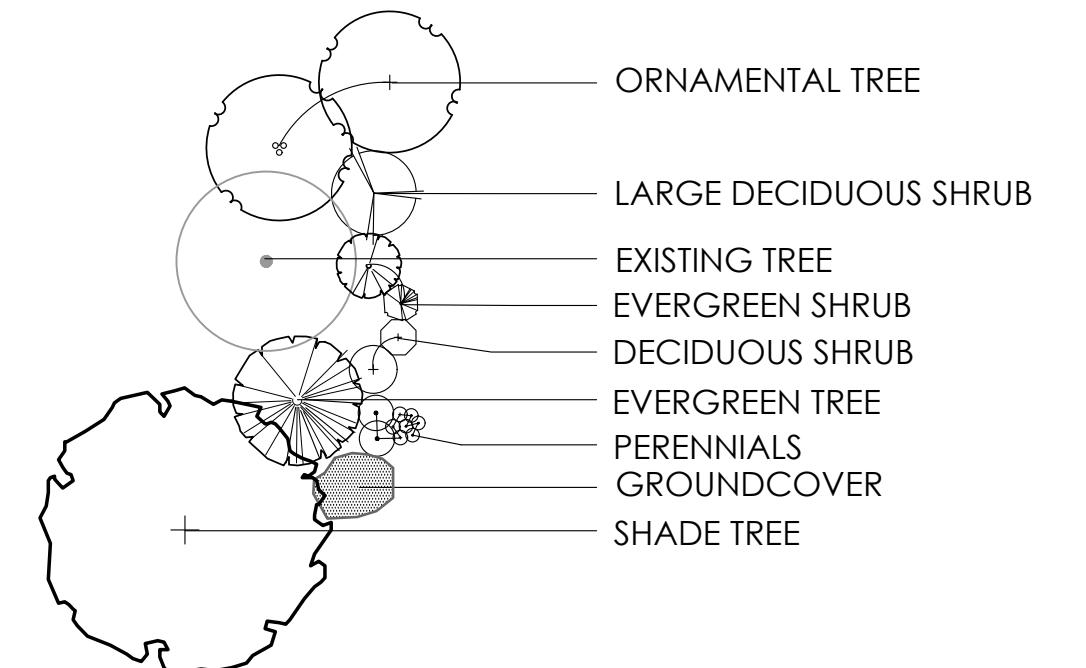 ORNAMENTAL TREE
LARGE DECIDUOUS SHRUB
EXISTING TREE
EVERGREEN SHRUB
DECIDUOUS SHRUB
EVERGREEN TREE
PERENNIALS
GROUNDCOVER
SHADE TREE